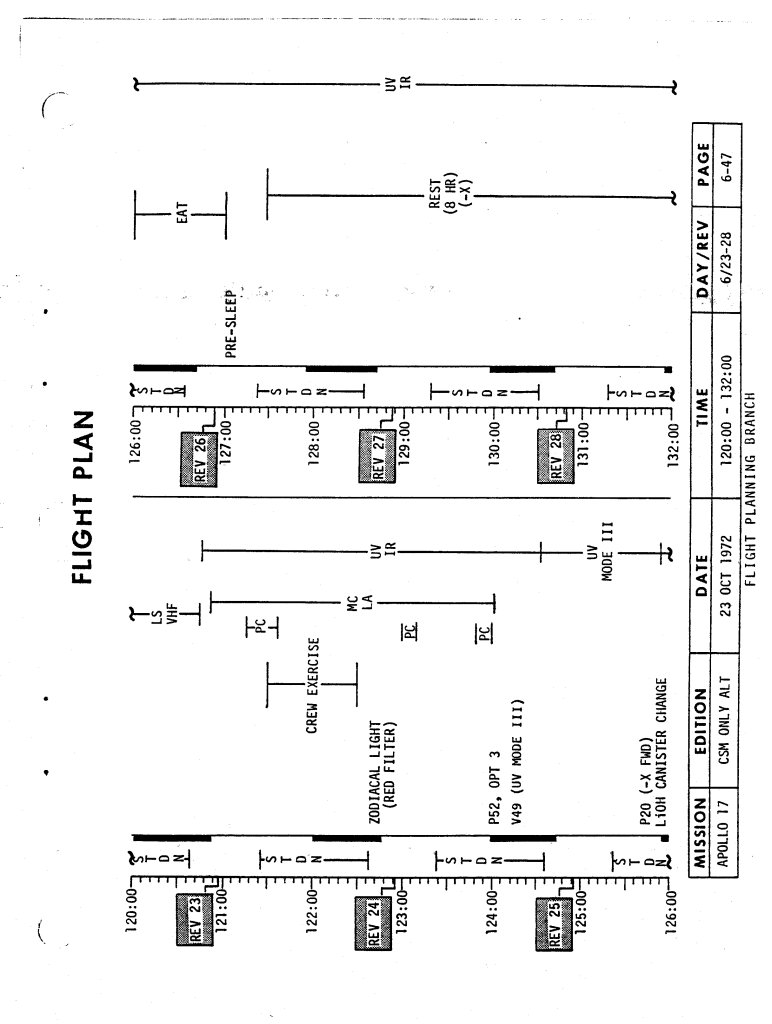 FLIGHT PLAN
120:00
REV 23
121:00
122:00
REV 24
123:00
124:00
REV 25
125:00
126:00
STDN
STDN
STDN
STDN
ZODIACAL LIGHT
(RED FILTER)
P52, OPT 3
V49 (UV MODE III)
P20 (-X FWD)
LiOH CANISTER CHANGE
CREW EXERCISE
LS
VHF
PC
PC
PC
MC
LA
UV
IR
UV
MODE III
126:00
REV 26
127:00
128:00
REV 27
129:00
130:00
REV 28
131:00
132:00
STDN
STDN
STDN
STDN
PRE-SLEEP
EAT
REST
(8 HR)
(-X)
UV
IR
MISSION EDITION DATE TIME DAY/REV PAGE
APOLLO 17 CSM ONLY ALT 23 OCT 1972 120:00 - 132:00 6/23-28 6-47
FLIGHT PLANNING BRANCH